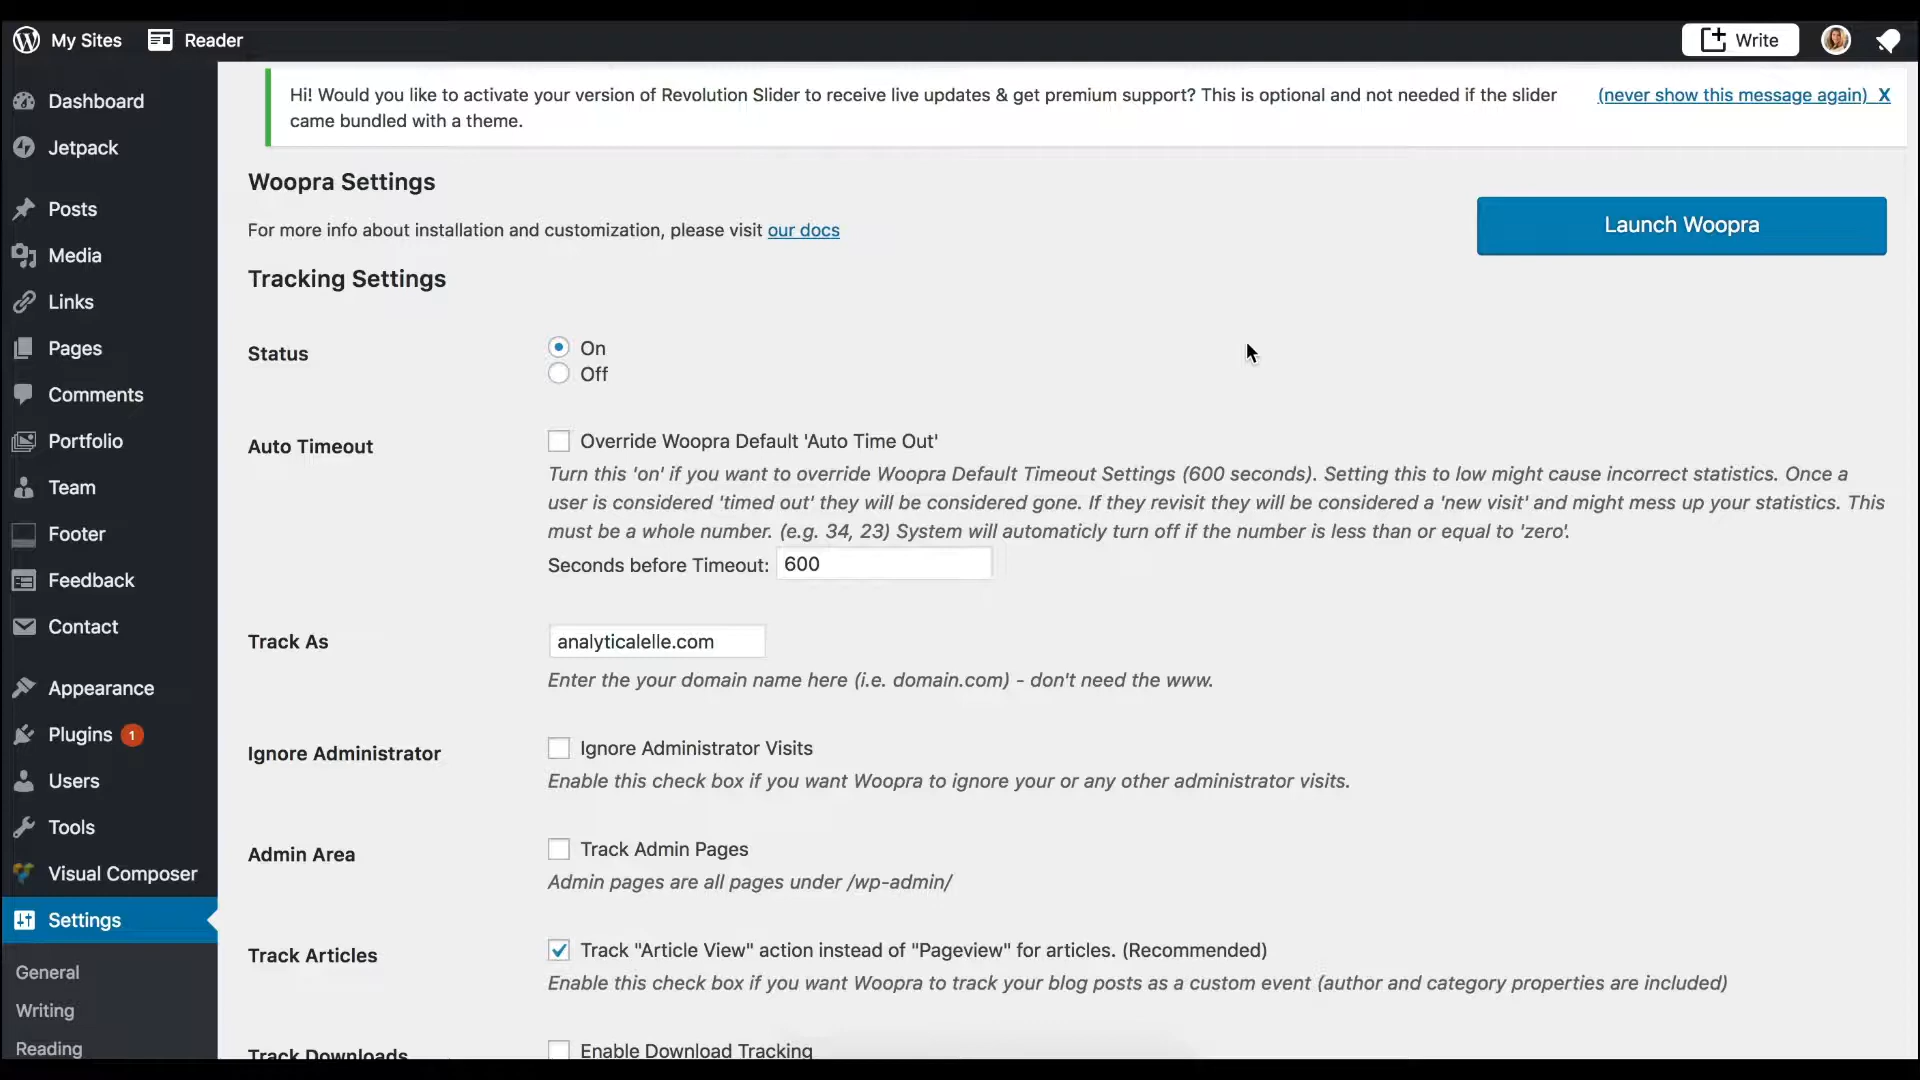 My Sites
Reader
Write
Dashboard
Jetpack
Posts
Media
Links
Pages
Comments
Portfolio
Team
Footer
Feedback
Contact
Appearance
Plugins 1
Users
Tools
Visual Composer
Settings
General
Writing
Reading
Hi! Would you like to activate your version of Revolution Slider to receive live updates & get premium support? This is optional and not needed if the slider
came bundled with a theme.
(never show this message again) X
Woopra Settings
For more info about installation and customization, please visit our docs
Launch Woopra
Tracking Settings
Status
On
Off
Auto Timeout
Override Woopra Default 'Auto Time Out'
Turn this 'on' if you want to override Woopra Default Timeout Settings (600 seconds). Setting this to low might cause incorrect statistics. Once a
user is considered 'timed out' they will be considered gone. If they revisit they will be considered a 'new visit' and might mess up your statistics. This
must be a whole number. (e.g. 34, 23) System will automaticly turn off if the number is less than or equal to 'zero'.
Seconds before Timeout: 600
Track As
analyticalelle.com
Enter the your domain name here (i.e. domain.com) - don't need the www.
Ignore Administrator
Ignore Administrator Visits
Enable this check box if you want Woopra to ignore your or any other administrator visits.
Admin Area
Track Admin Pages
Admin pages are all pages under /wp-admin/
Track Articles
Track "Article View" action instead of "Pageview" for articles. (Recommended)
Enable this check box if you want Woopra to track your blog posts as a custom event (author and category properties are included)
Track Downloads
Enable Download Tracking